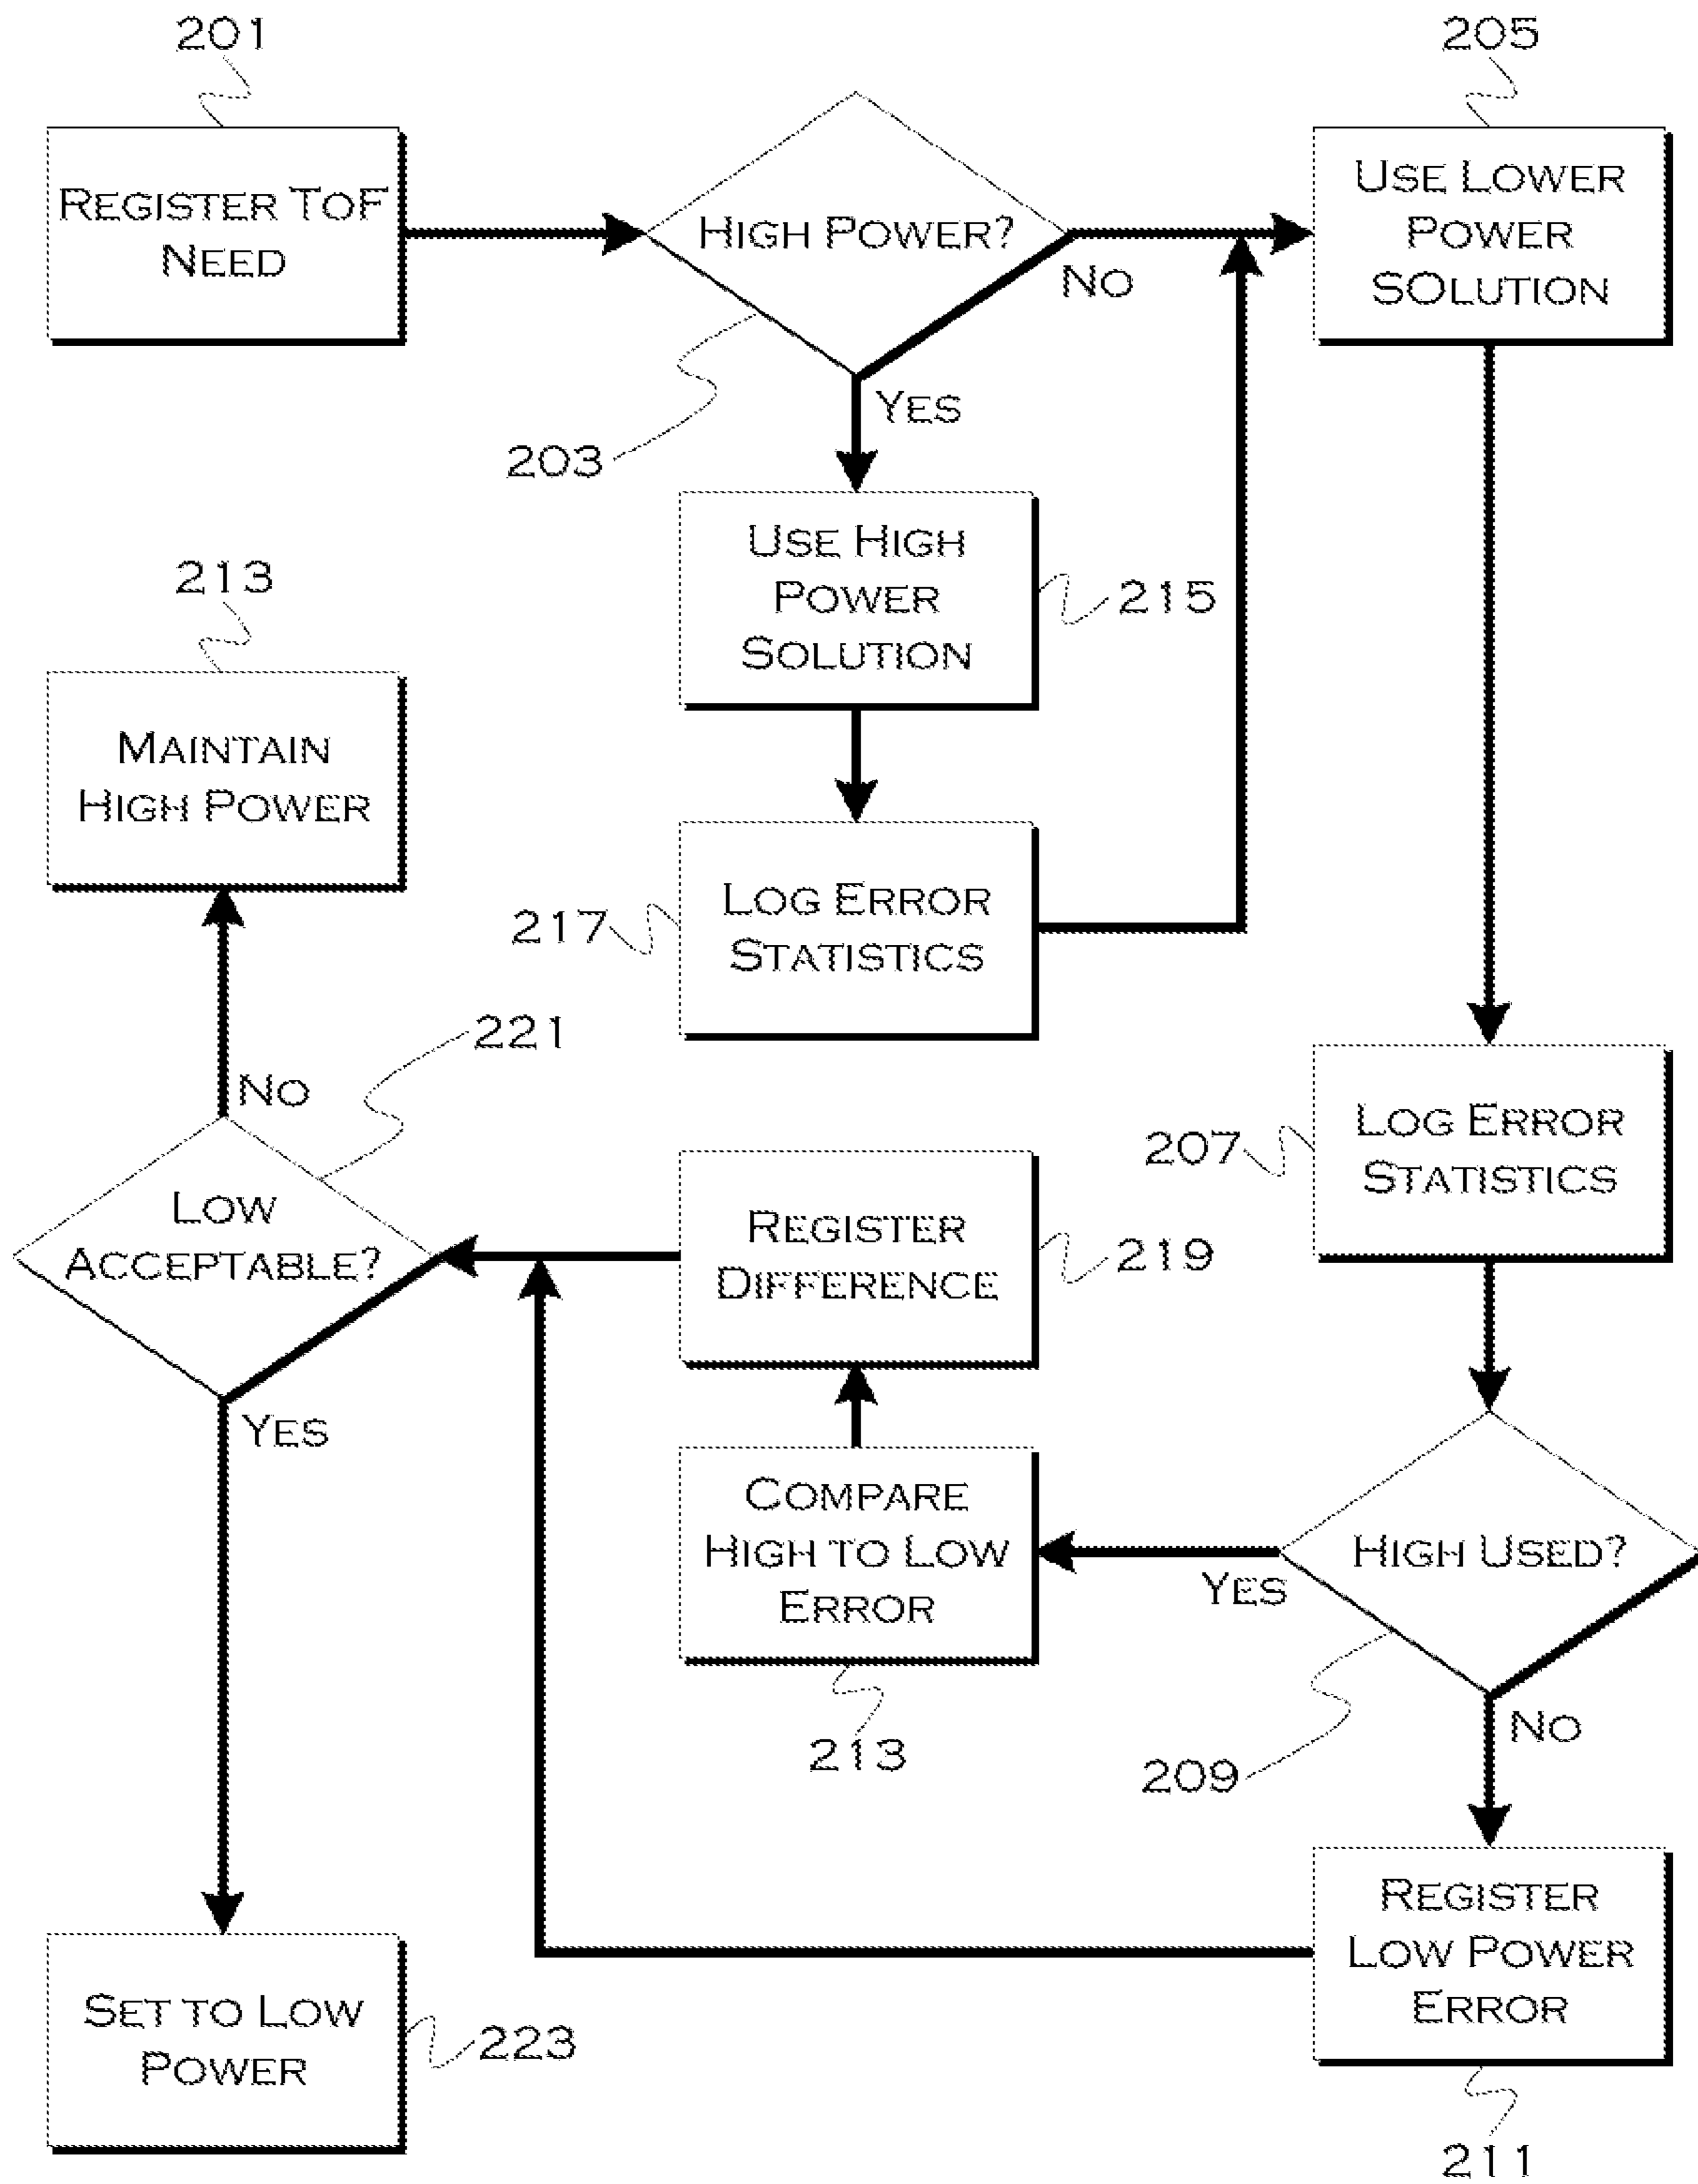 201
205
REGISTER TOF
NEED
HIGH POWER?
NO
YES
USE LOWER
POWER
SOLUTION
203
USE HIGH
POWER
SOLUTION
215
213
MAINTAIN
HIGH POWER
217
LOG ERROR
STATISTICS
221
NO
LOW
ACCEPTABLE?
YES
207
LOG ERROR
STATISTICS
REGISTER
DIFFERENCE
219
COMPARE
HIGH TO LOW
ERROR
213
HIGH USED?
YES
NO
209
REGISTER
LOW POWER
ERROR
211
SET TO LOW
POWER
223